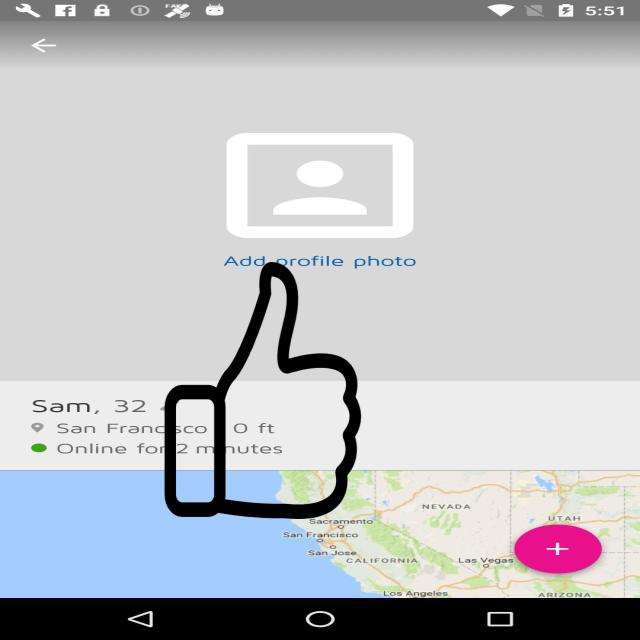 5:51
Add profile photo
Sam, 32
San Francisco 0 ft
Online for 2 minutes
NEVADA
UTAH
Sacramento
San Francisco
San Jose
CALIFORNIA
Las Vegas
Los Angeles
ARIZONA